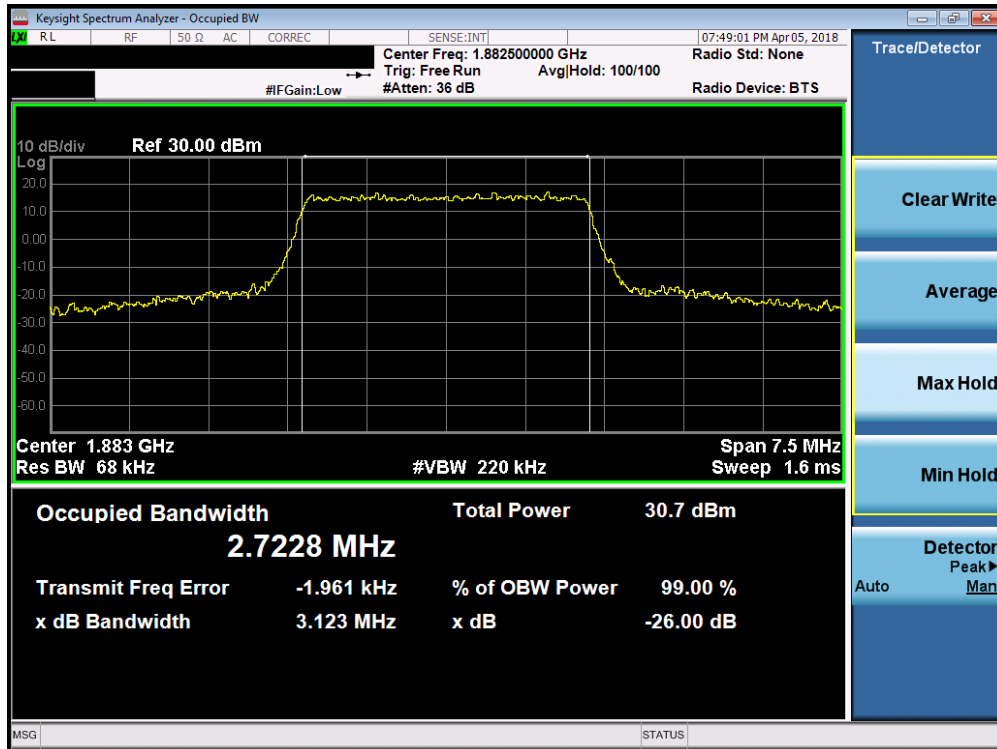 Keysight Spectrum Analyzer - Occupied BW
LXI RL RF 50 Ω AC CORREC SENSE:INT 07:49:01 PM Apr 05, 2018
Center Freq: 1.882500000 GHz Radio Std: None
Trig: Free Run Avg|Hold: 100/100
#IFGain:Low #Atten: 36 dB Radio Device: BTS
10 dB/div Ref 30.00 dBm
Log
20.0
10.0
0.00
-10.0
-20.0
-30.0
-40.0
-50.0
-60.0
Center 1.883 GHz Span 7.5 MHz
Res BW 68 kHz #VBW 220 kHz Sweep 1.6 ms
Occupied Bandwidth Total Power 30.7 dBm
2.7228 MHz
Transmit Freq Error -1.961 kHz % of OBW Power 99.00 %
x dB Bandwidth 3.123 MHz x dB -26.00 dB
MSG STATUS
Trace/Detector
Clear Write
Average
Max Hold
Min Hold
Detector
Peak▶
Auto Man